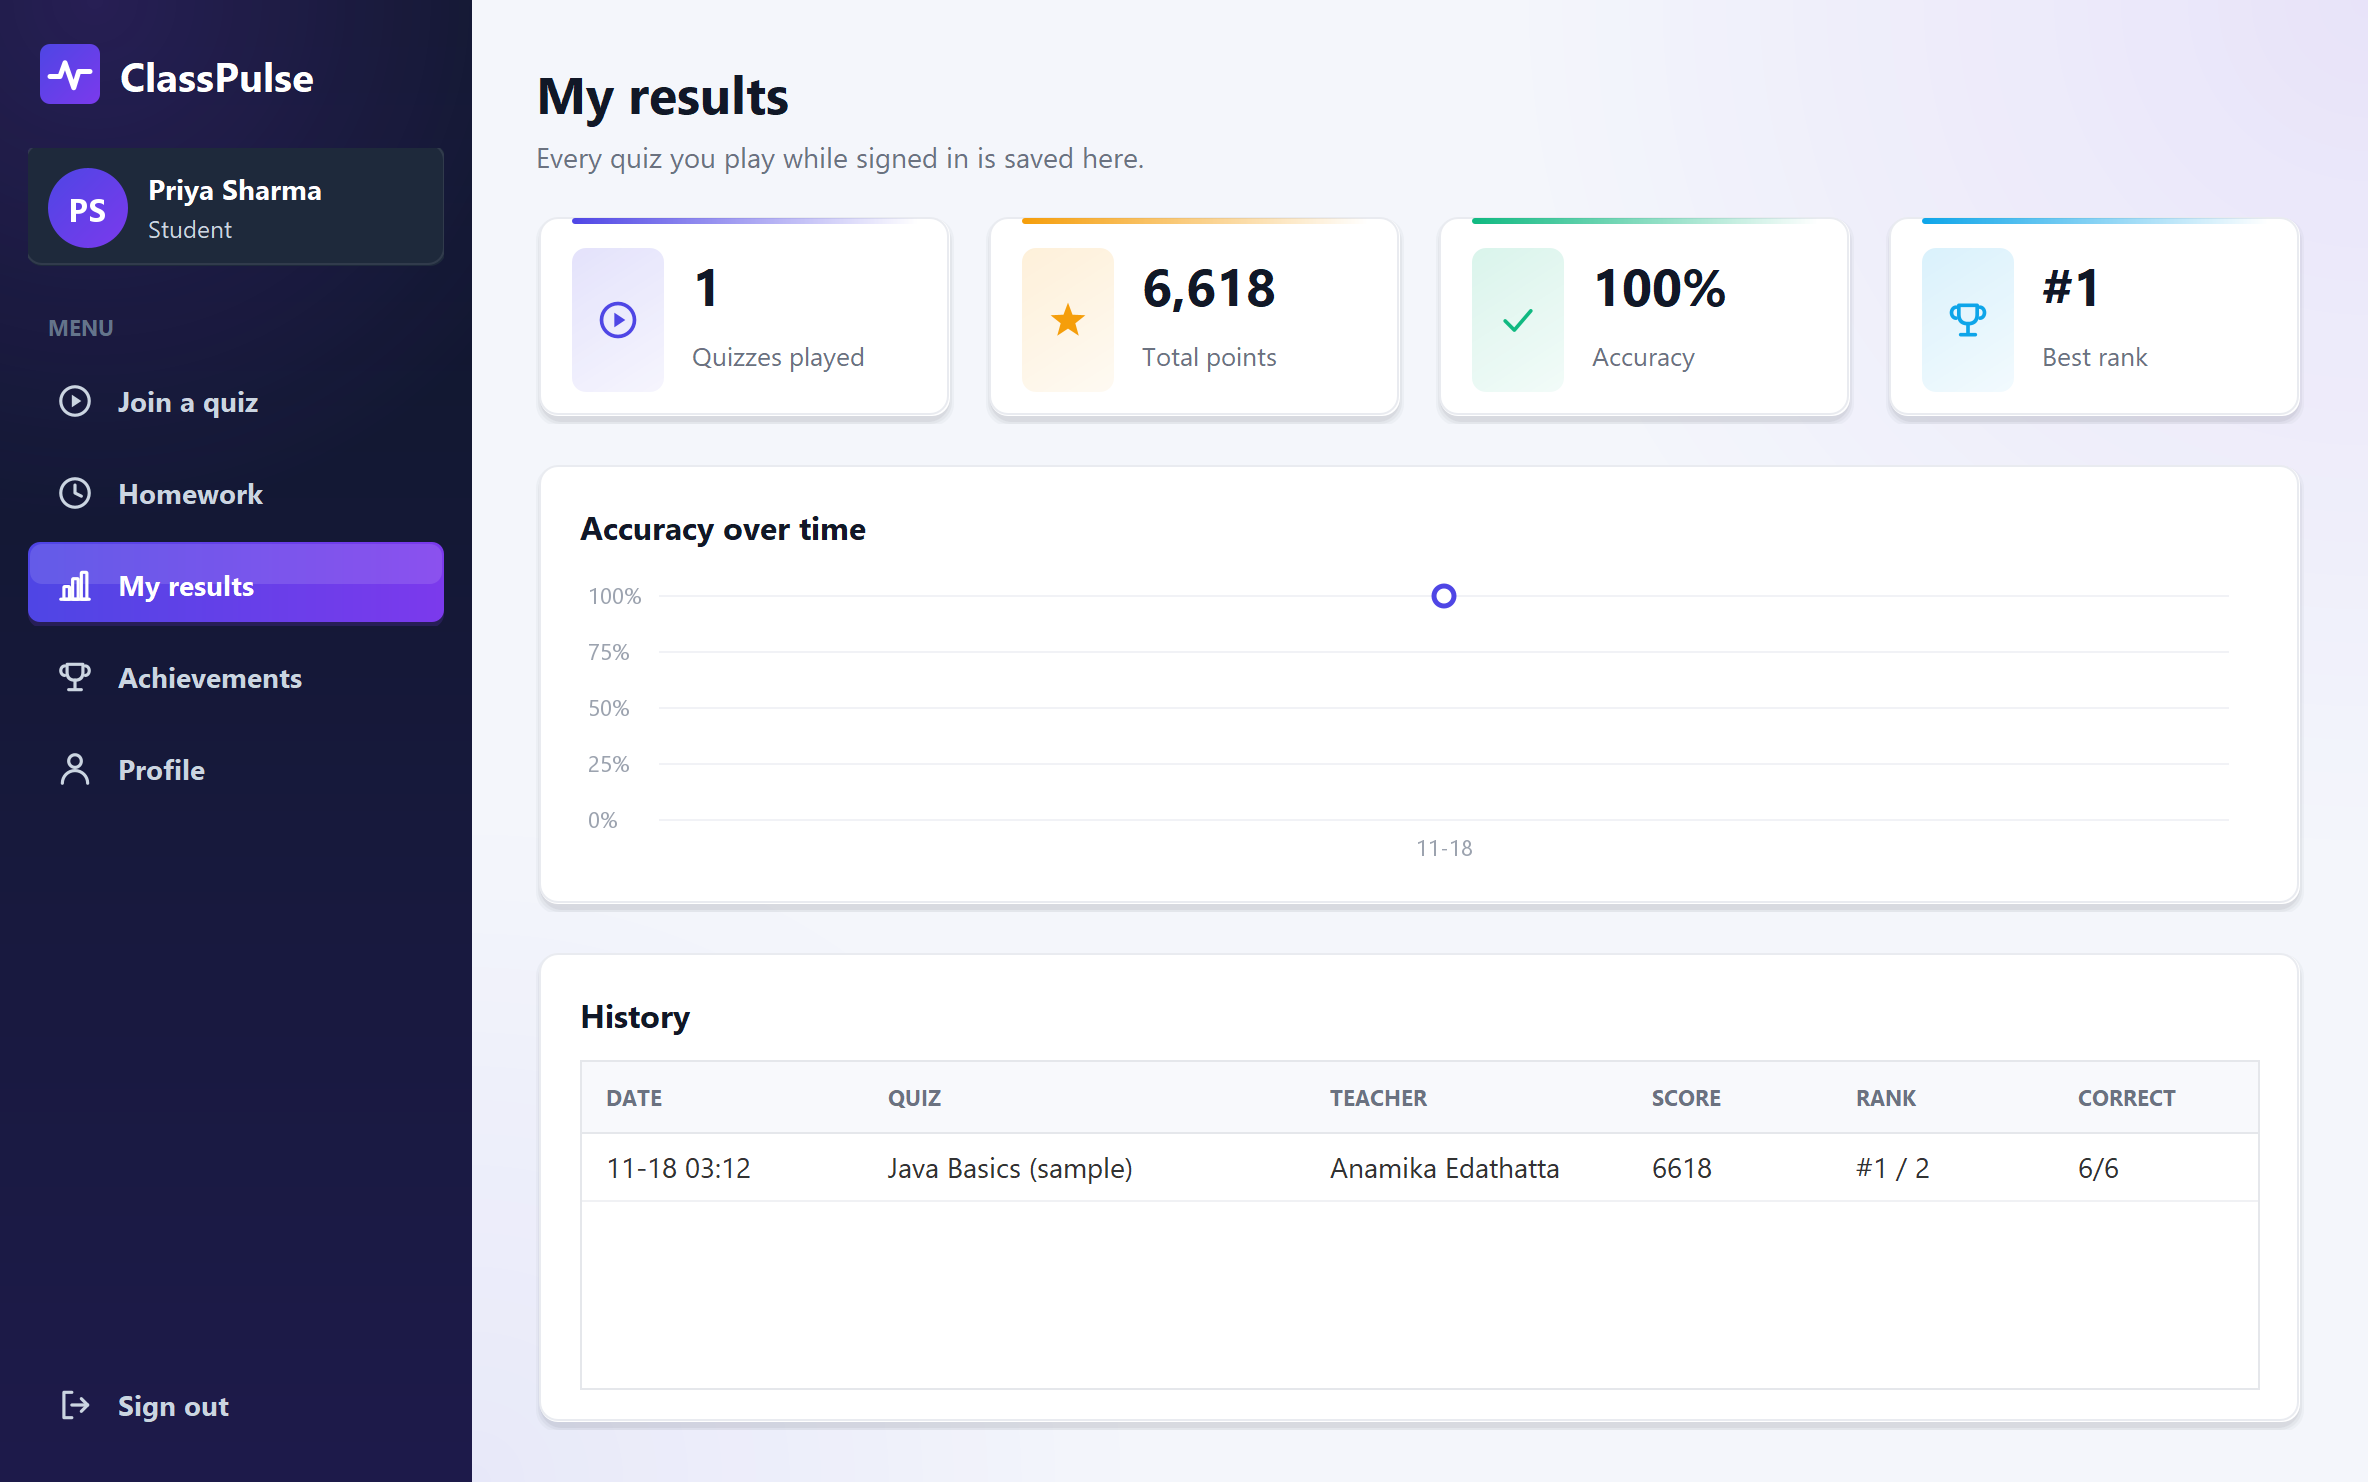 ClassPulse
PS
Priya Sharma
Student
MENU
Join a quiz
Homework
My results
Achievements
Profile
Sign out
My results
Every quiz you play while signed in is saved here.
1
Quizzes played
6,618
Total points
100%
Accuracy
#1
Best rank
Accuracy over time
100%
75%
50%
25%
0%
11-18
History
DATE QUIZ TEACHER SCORE RANK CORRECT
11-18 03:12 Java Basics (sample) Anamika Edathatta 6618 #1 / 2 6/6